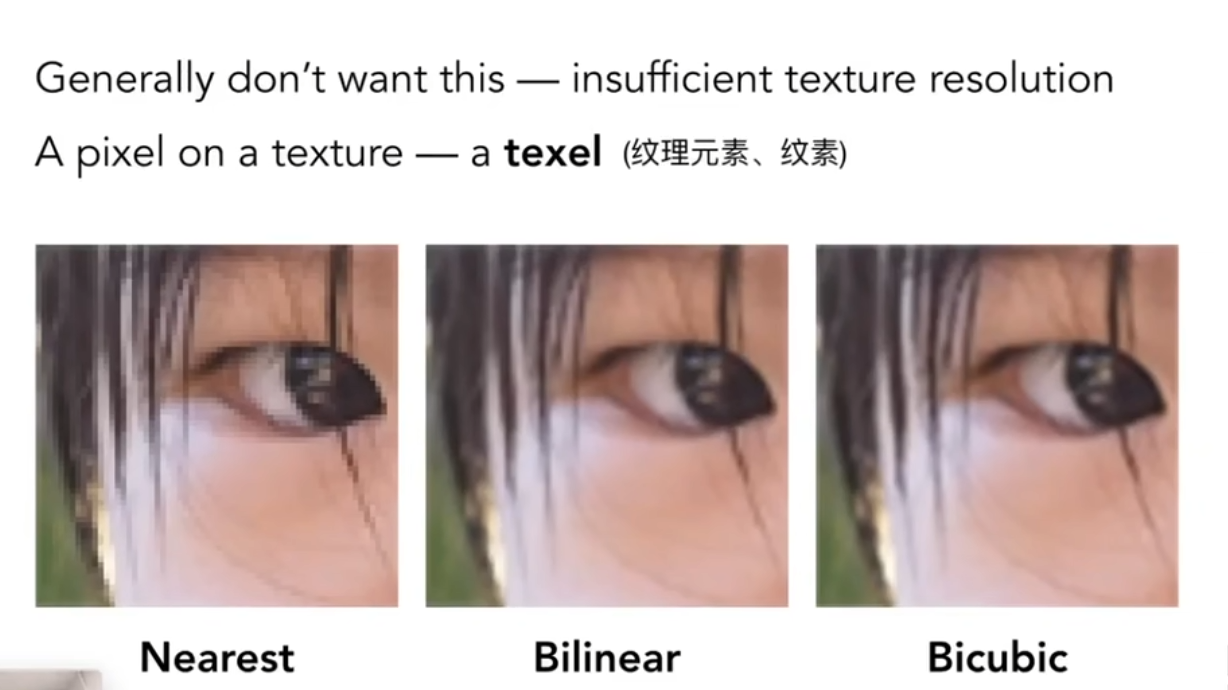 Generally don’t want this — insufficient texture resolution
A pixel on a texture — a texel (纹理元素、纹素)
Nearest
Bilinear
Bicubic